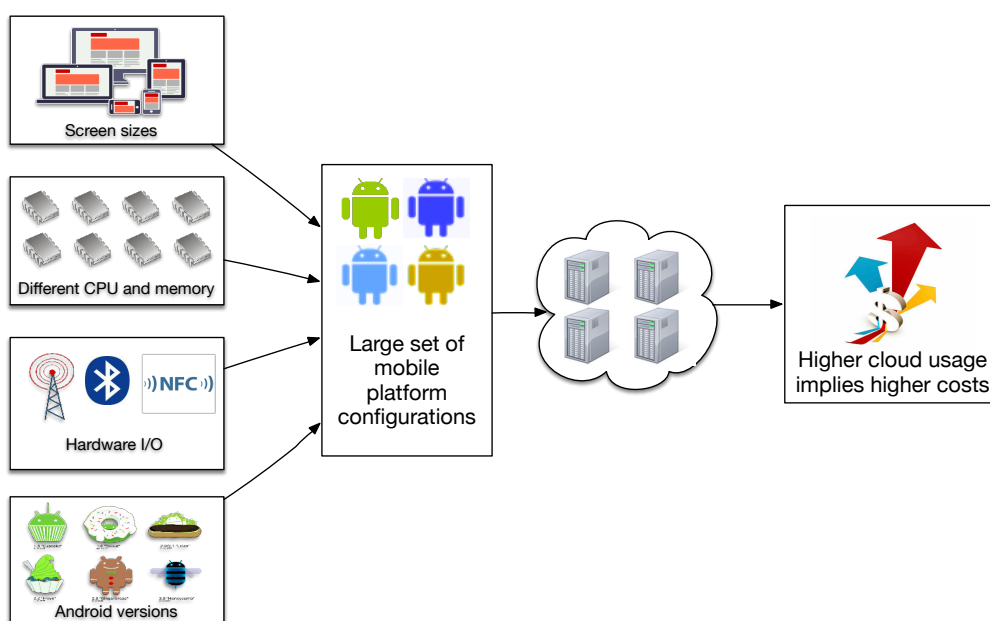 Screen sizes
Different CPU and memory
NFC
Hardware I/O
Android versions
Large set of
mobile
platform
configurations
Higher cloud usage
implies higher costs